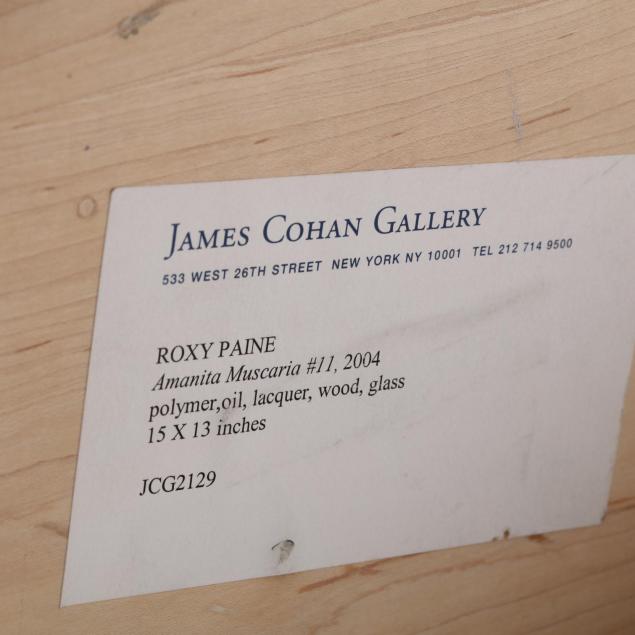 JAMES COHAN GALLERY
533 WEST 26TH STREET NEW YORK NY 10001 TEL 212 714 9500
ROXY PAINE
Amanita Muscaria #11, 2004
polymer,oil, lacquer, wood, glass
15 X 13 inches
JCG2129